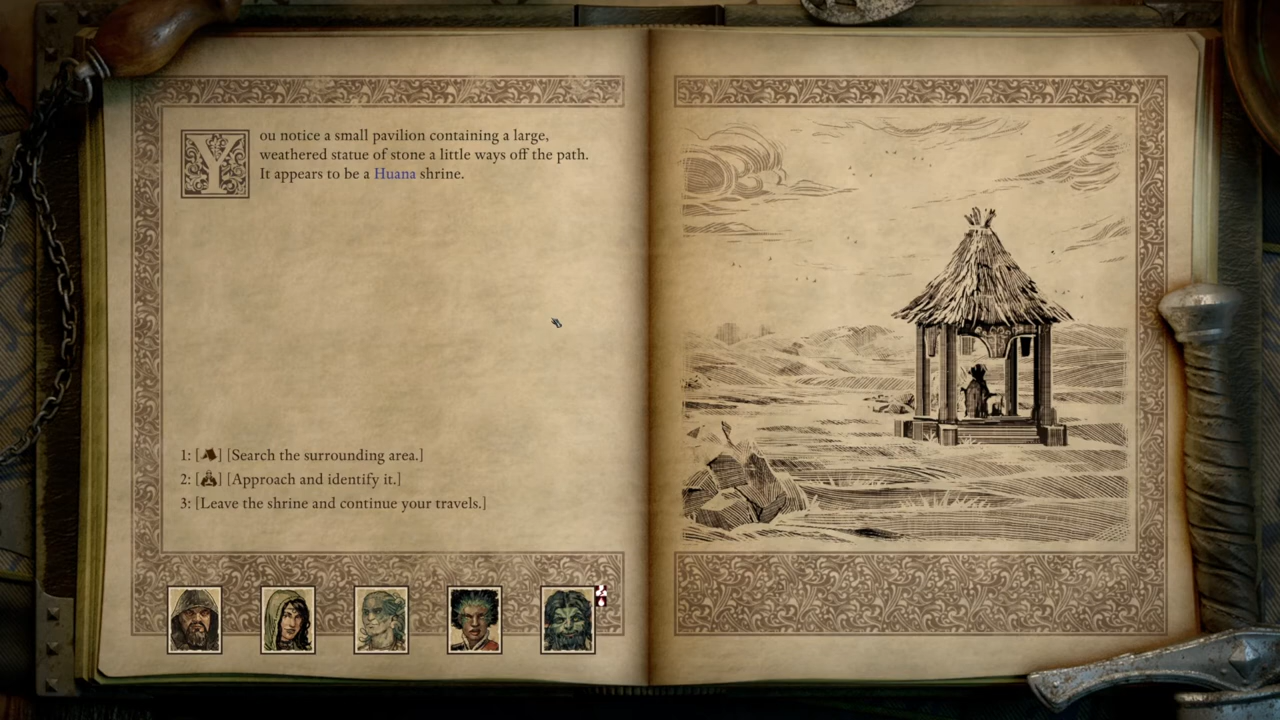 You notice a small pavilion containing a large,
weathered statue of stone a little ways off the path.
It appears to be a Huana shrine.
1: [ ] [Search the surrounding area.]
2: [ ] [Approach and identify it.]
3: [Leave the shrine and continue your travels.]